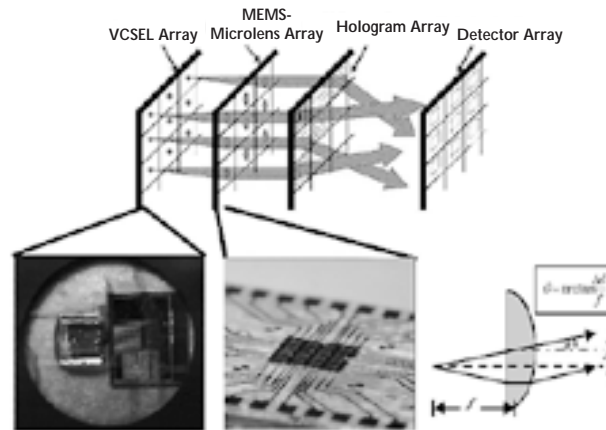 VCSEL Array
MEMS-
Microlens Array
Hologram Array
Detector Array
f